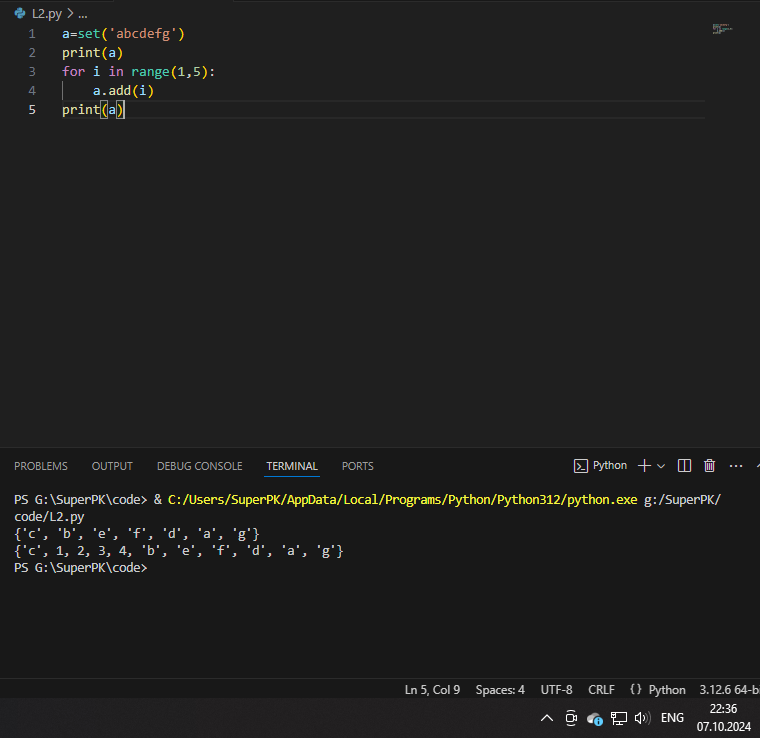 L2.py > ...
1 a=set('abcdefg')
2 print(a)
3 for i in range(1,5):
4     a.add(i)
5 print(a)
PROBLEMS OUTPUT DEBUG CONSOLE TERMINAL PORTS Python
PS G:\SuperPK\code> & C:/Users/SuperPK/AppData/Local/Programs/Python/Python312/python.exe g:/SuperPK/
code/L2.py
{'c', 'b', 'e', 'f', 'd', 'a', 'g'}
{'c', 1, 2, 3, 4, 'b', 'e', 'f', 'd', 'a', 'g'}
PS G:\SuperPK\code>
Ln 5, Col 9 Spaces: 4 UTF-8 CRLF {} Python 3.12.6 64-bi
ENG 22:36
07.10.2024